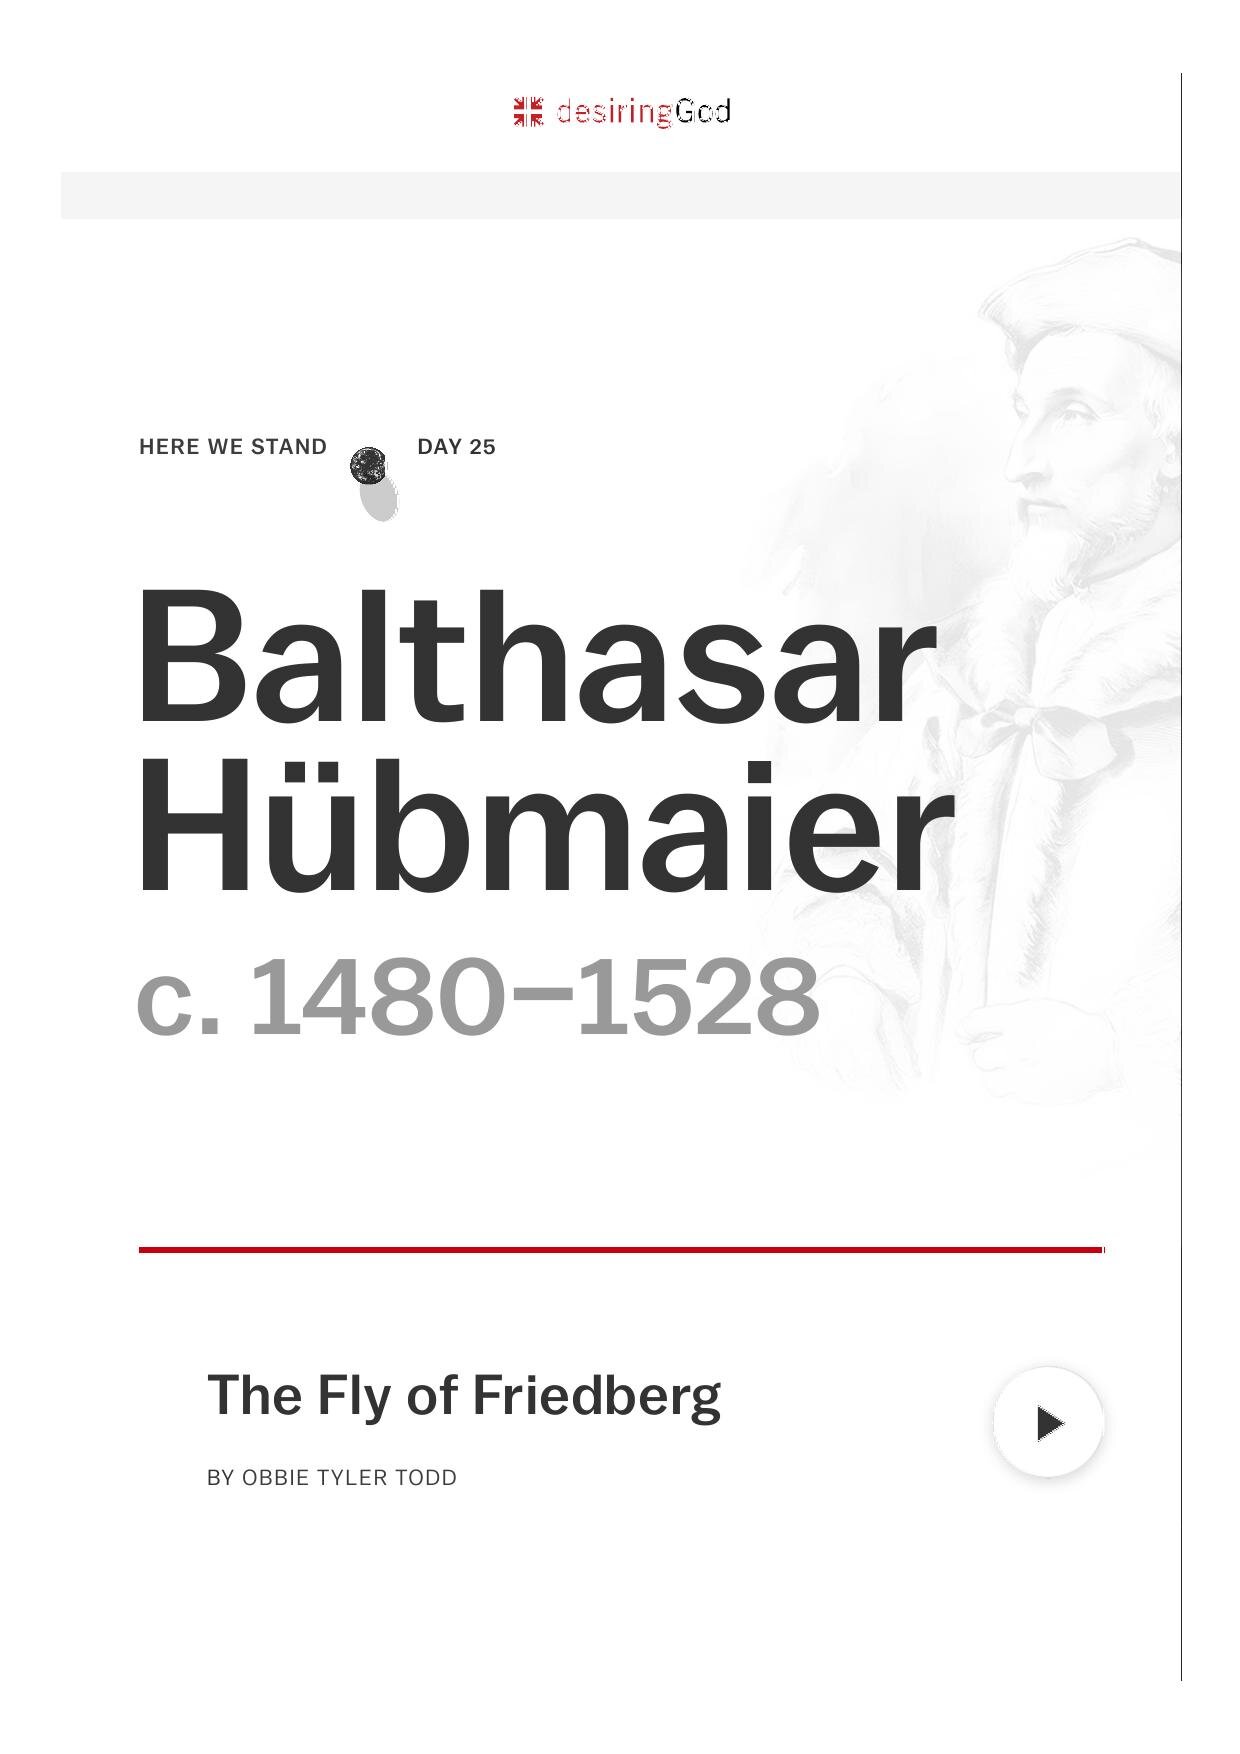 desiringGod
HERE WE STAND DAY 25
Balthasar
Hübmaier
c. 1480–1528
The Fly of Friedberg
BY OBBIE TYLER TODD